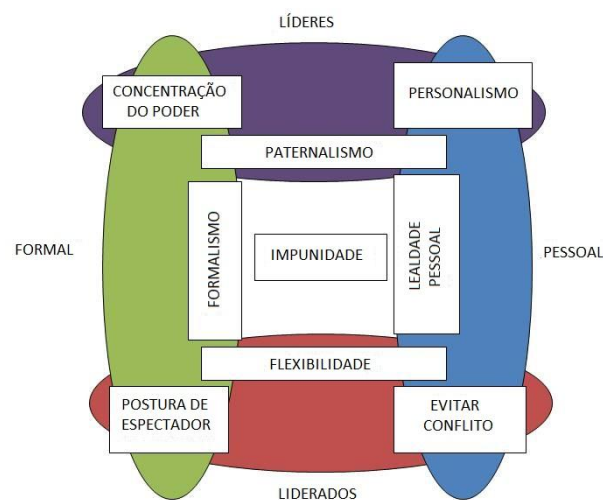 LÍDERES
CONCENTRAÇÃO
DO PODER
PERSONALISMO
PATERNALISMO
FORMAL
FORMALISMO
IMPUNIDADE
LEALDADE
PESSOAL
PESSOAL
FLEXIBILIDADE
POSTURA DE
ESPECTADOR
EVITAR
CONFLITO
LIDERADOS